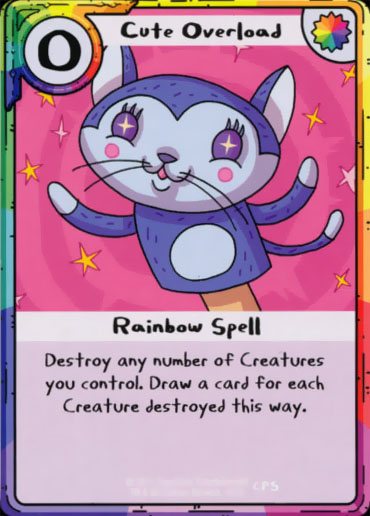 0
Cute Overload
Rainbow Spell
Destroy any number of Creatures
you control. Draw a card for each
Creature destroyed this way.
CPS